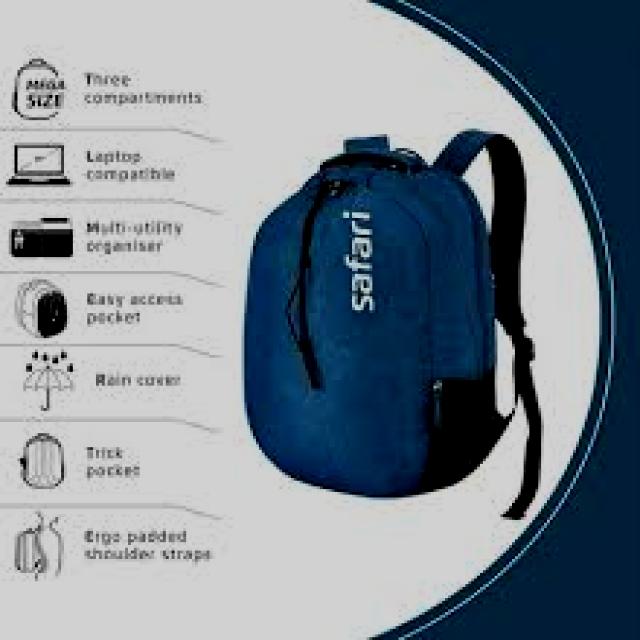 MEGA
SIZE
Three
compartments
Laptop
compatible
Multi-utility
organiser
Easy access
pocket
Rain cover
Trick
pocket
Ergo padded
shoulder straps
safari